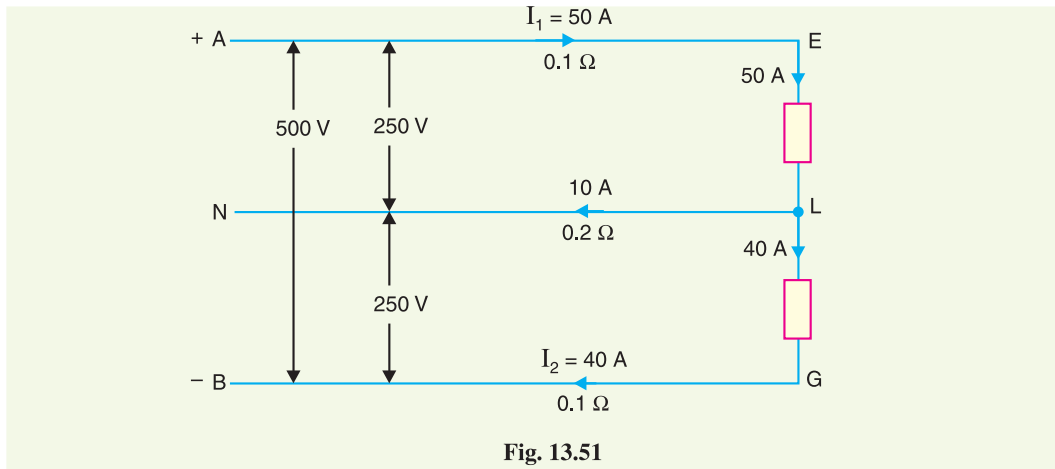 I₁ = 50 A
+ A
E
0.1 Ω
50 A
500 V
250 V
10 A
N
L
0.2 Ω
40 A
250 V
I₂ = 40 A
− B
G
0.1 Ω
Fig. 13.51